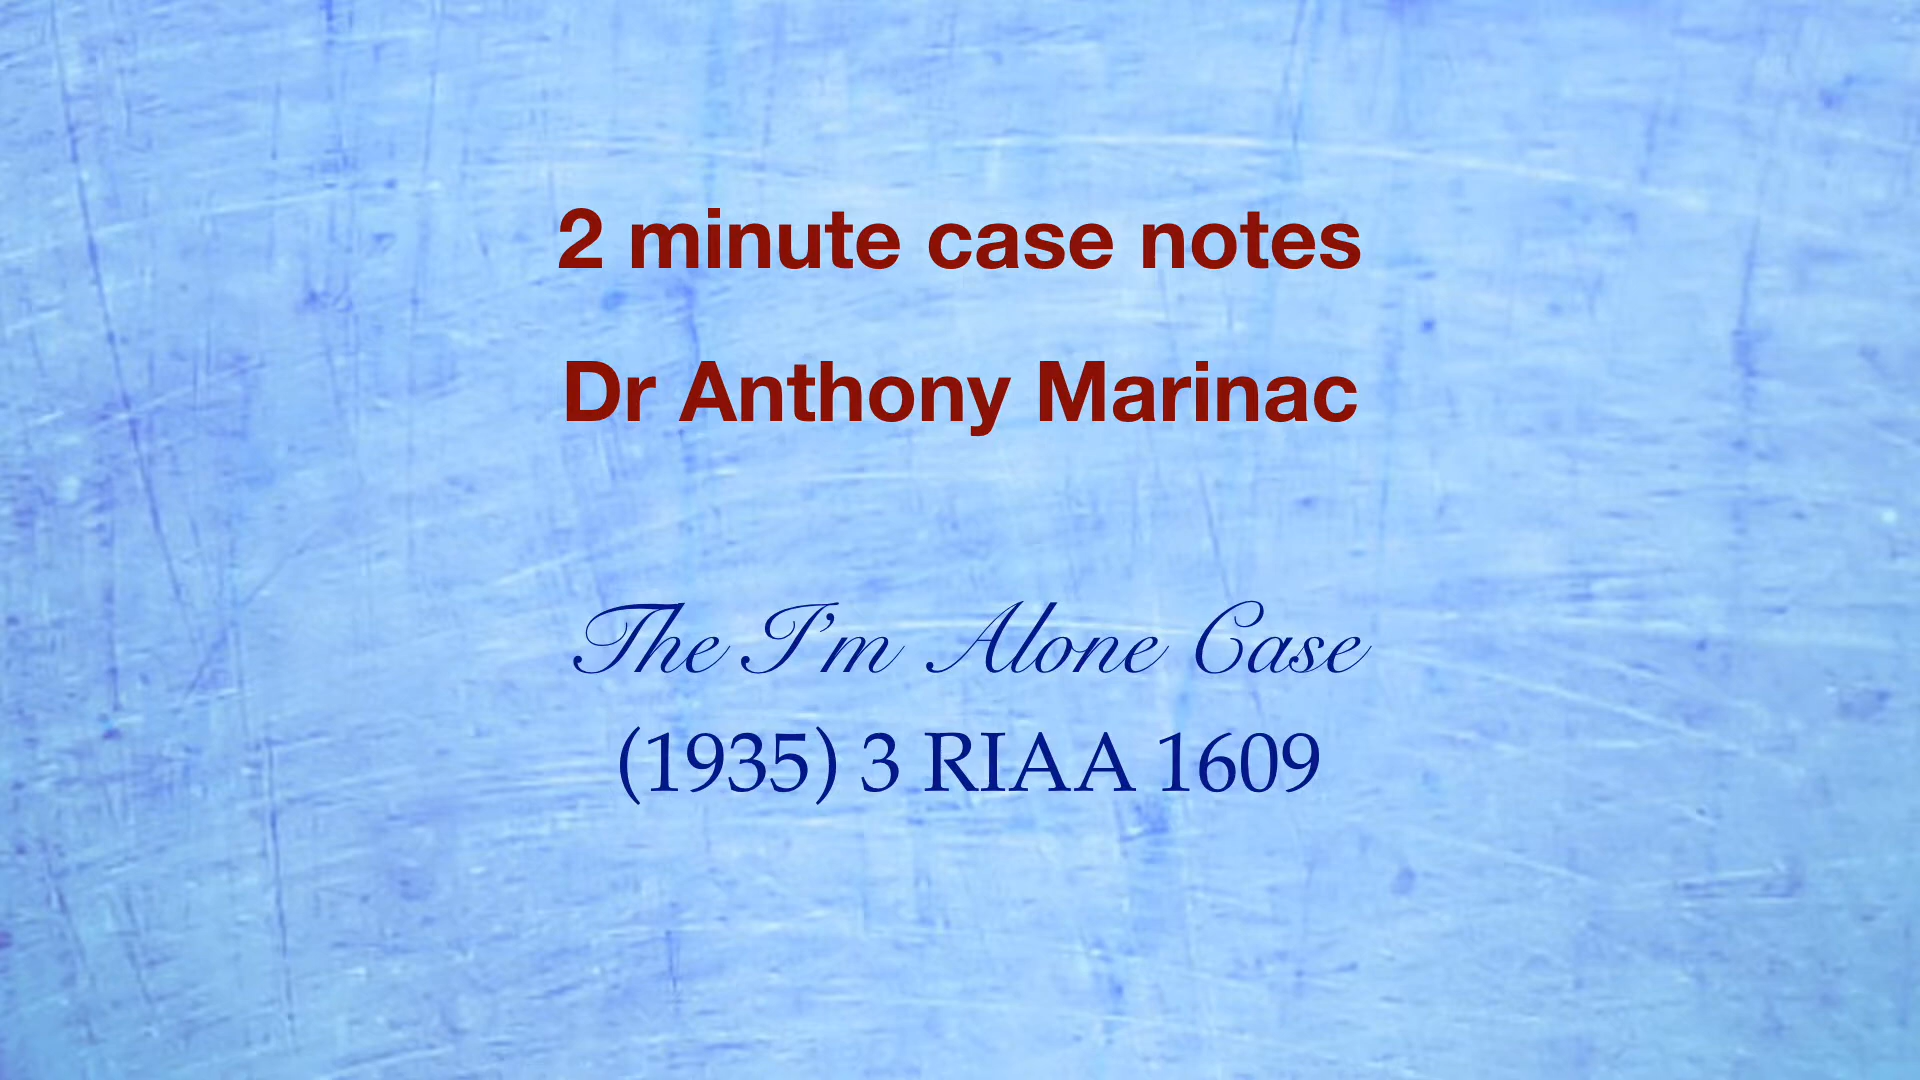 2 minute case notes
Dr Anthony Marinac
The I’m Alone Case
(1935) 3 RIAA 1609